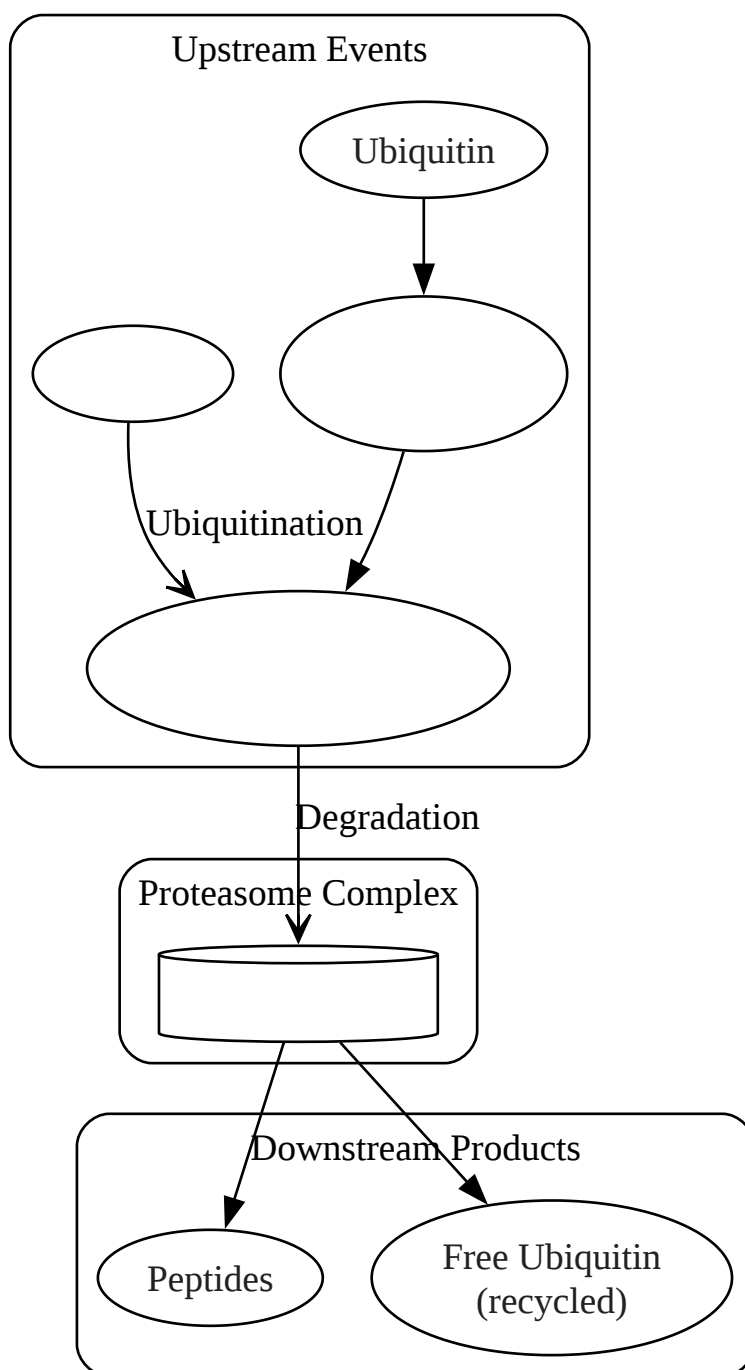 Upstream Events
Ubiquitin
Ubiquitination
Degradation
Proteasome Complex
Downstream Products
Peptides
Free Ubiquitin
(recycled)